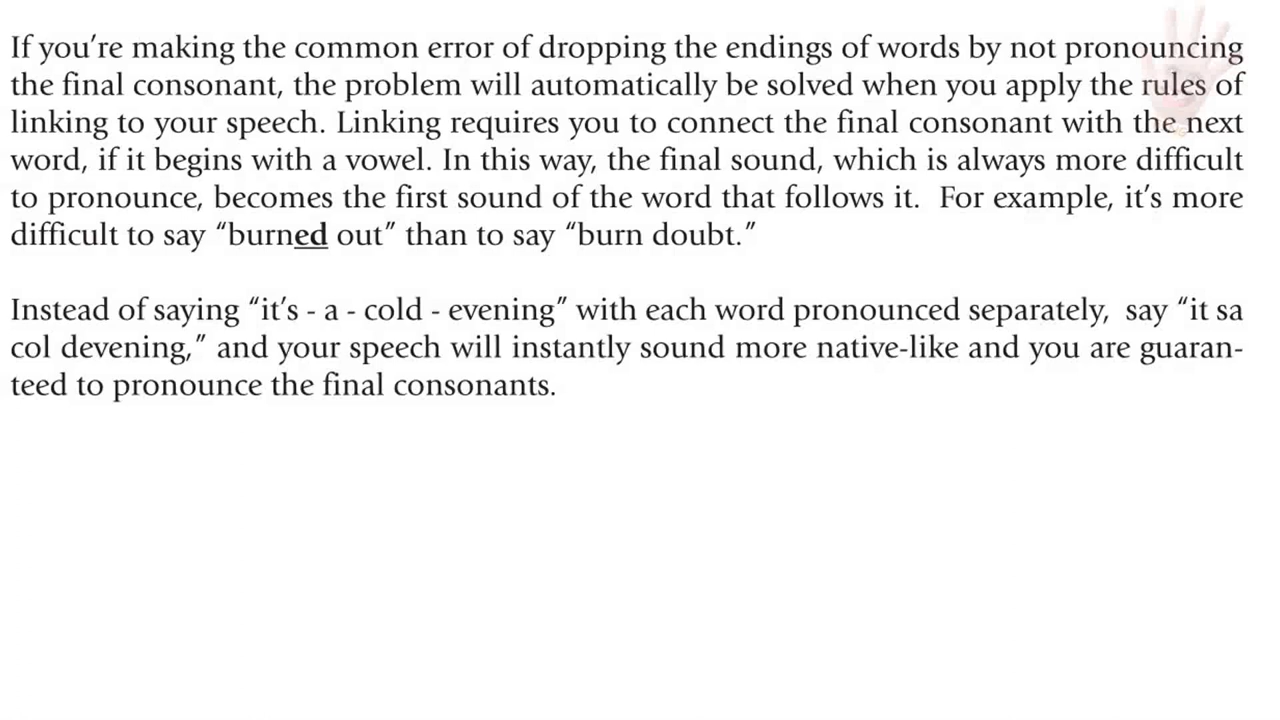 If you’re making the common error of dropping the endings of words by not pronouncing
the final consonant, the problem will automatically be solved when you apply the rules of
linking to your speech. Linking requires you to connect the final consonant with the next
word, if it begins with a vowel. In this way, the final sound, which is always more difficult
to pronounce, becomes the first sound of the word that follows it.  For example, it’s more
difficult to say “burned out” than to say “burn doubt.”
Instead of saying “it’s - a - cold - evening” with each word pronounced separately,  say “it sa
col devening,” and your speech will instantly sound more native-like and you are guaran-
teed to pronounce the final consonants.